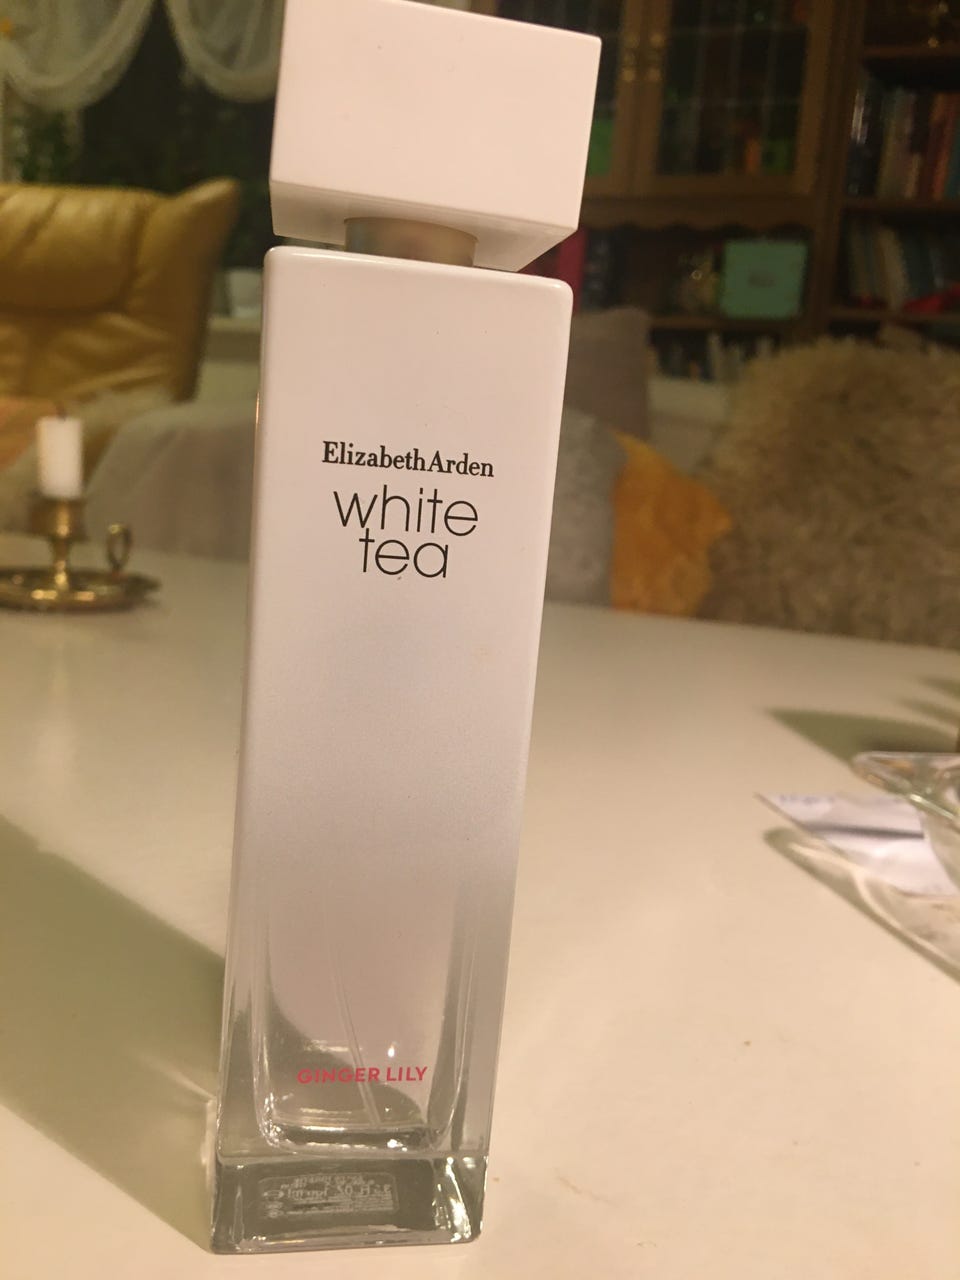 ElizabethArden
white
tea
GINGER LILY